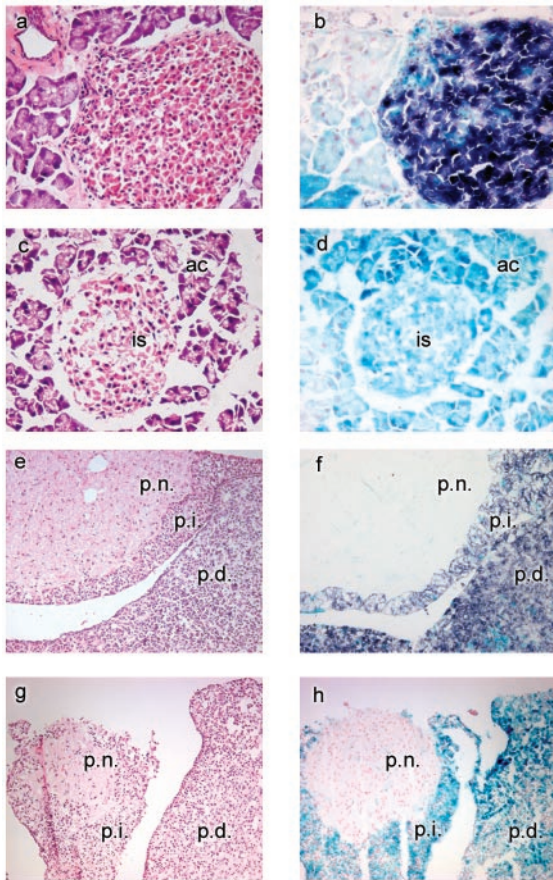 a
b
c
ac
is
d
ac
is
e
p.n.
p.i.
p.d.
f
p.n.
p.i.
p.d.
g
p.n.
p.i.
p.d.
h
p.n.
p.i.
p.d.